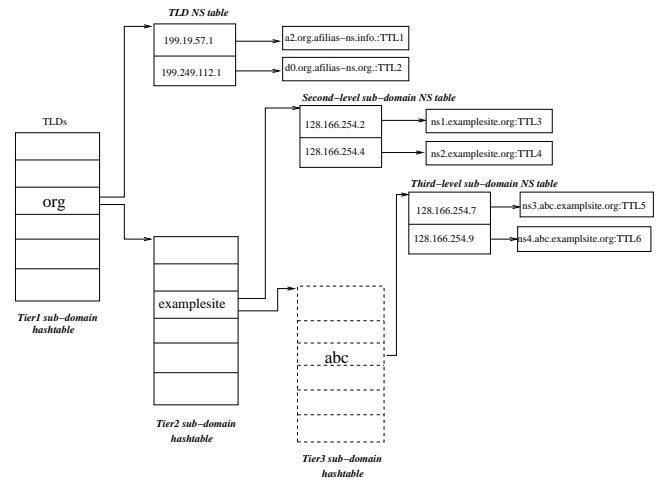 TLD NS table
199.19.57.1
a2.org.afilias-ns.info.:TTL1
199.249.112.1
d0.org.afilias-ns.org.:TTL2
Second-level sub-domain NS table
128.166.254.2
ns1.examplesite.org:TTL3
128.166.254.4
ns2.examplesite.org:TTL4
TLDs
org
Third-level sub-domain NS table
128.166.254.7
ns3.abc.examplsite.org:TTL5
128.166.254.9
ns4.abc.examplsite.org:TTL6
examplesite
Tier1 sub-domain
hashtable
abc
Tier2 sub-domain
hashtable
Tier3 sub-domain
hashtable